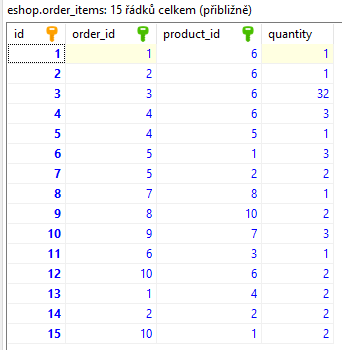 eshop.order_items: 15 řádků celkem (přibližně)
id order_id product_id quantity
1 1 6 1
2 2 6 1
3 3 6 32
4 4 6 3
5 4 5 1
6 5 1 3
7 5 2 2
8 7 8 1
9 8 10 2
10 9 7 3
11 6 3 1
12 10 6 2
13 1 4 2
14 2 2 2
15 10 1 2